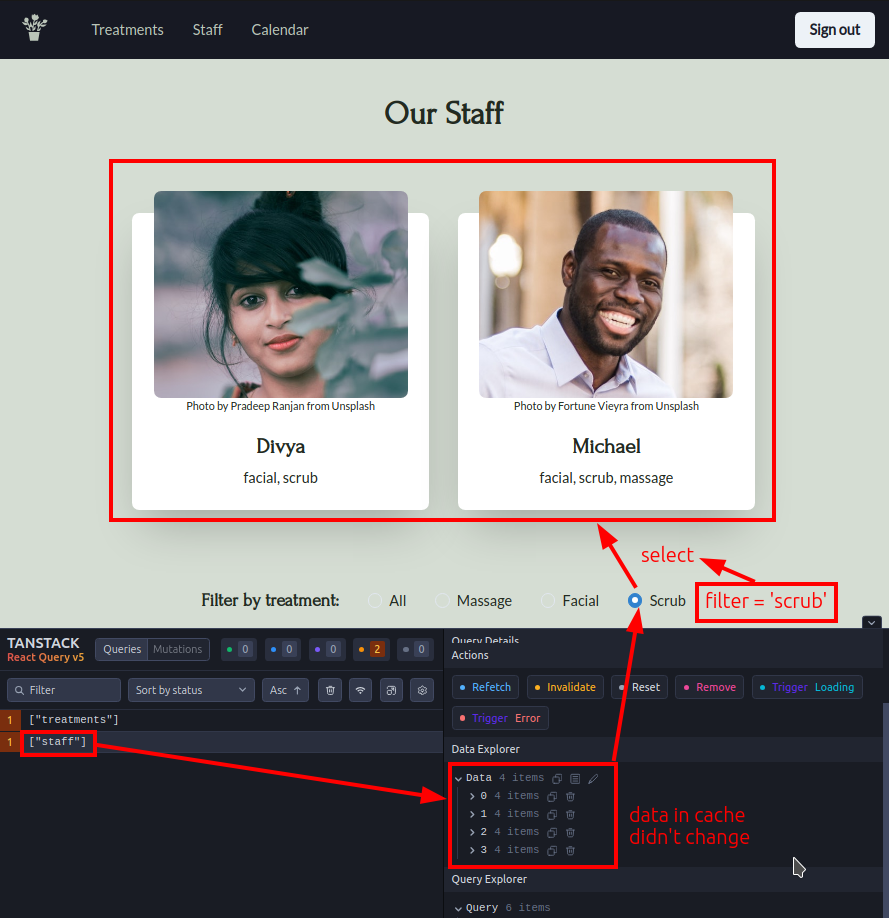 Treatments Staff Calendar Sign out
Our Staff
Photo by Pradeep Ranjan from Unsplash
Divya
facial, scrub
Photo by Fortune Vieyra from Unsplash
Michael
facial, scrub, massage
select
Filter by treatment: All Massage Facial Scrub filter = 'scrub'
TANSTACK
React Query v5
Queries Mutations 0 0 0 2 0
Filter Sort by status Asc ↑
1 ["treatments"]
1 ["staff"]
Query Details
Actions
Refetch Invalidate Reset Remove Trigger Loading
Trigger Error
Data Explorer
Data 4 items
0 4 items
1 4 items
2 4 items
3 4 items
data in cache
didn't change
Query Explorer
Query 6 items